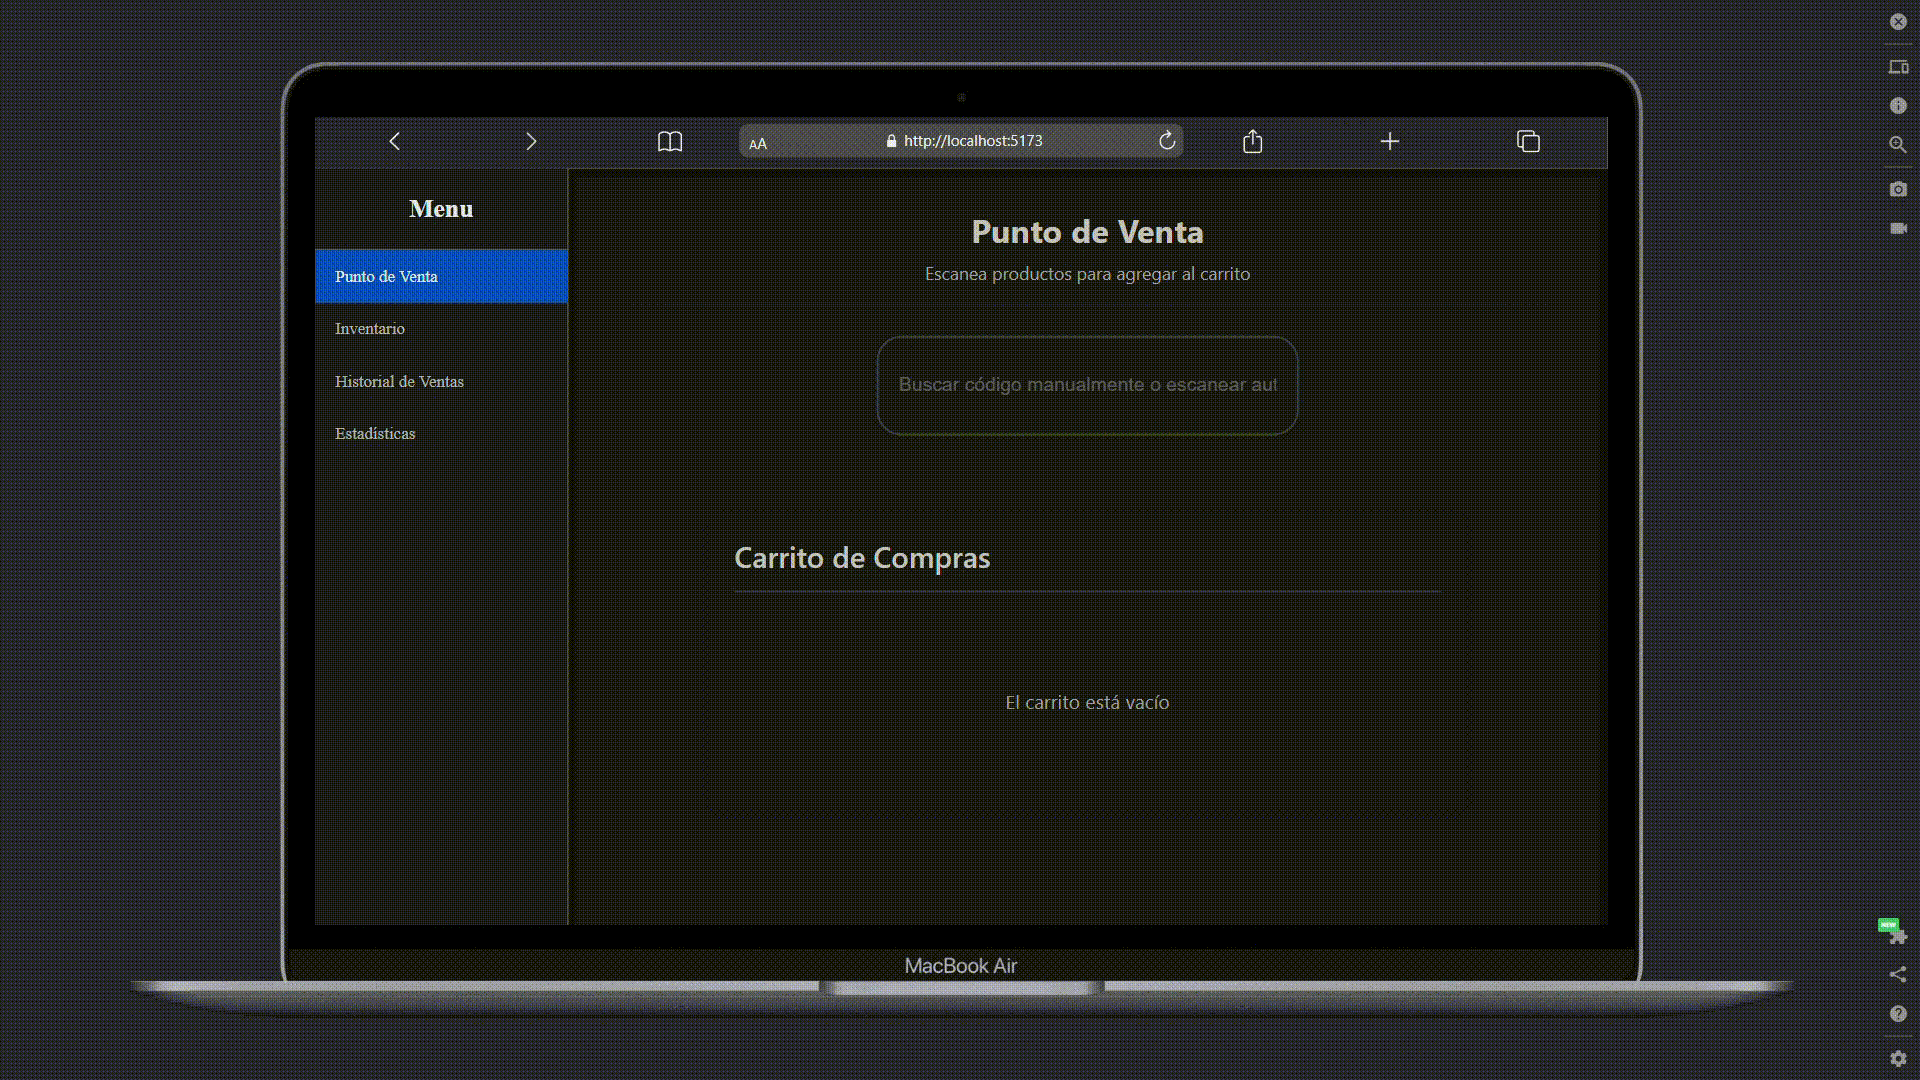 AA
http://localhost:5173
Menu
Punto de Venta
Inventario
Historial de Ventas
Estadísticas
Punto de Venta
Escanea productos para agregar al carrito
Buscar código manualmente o escanear aut
Carrito de Compras
El carrito está vacío
MacBook Air
NEW